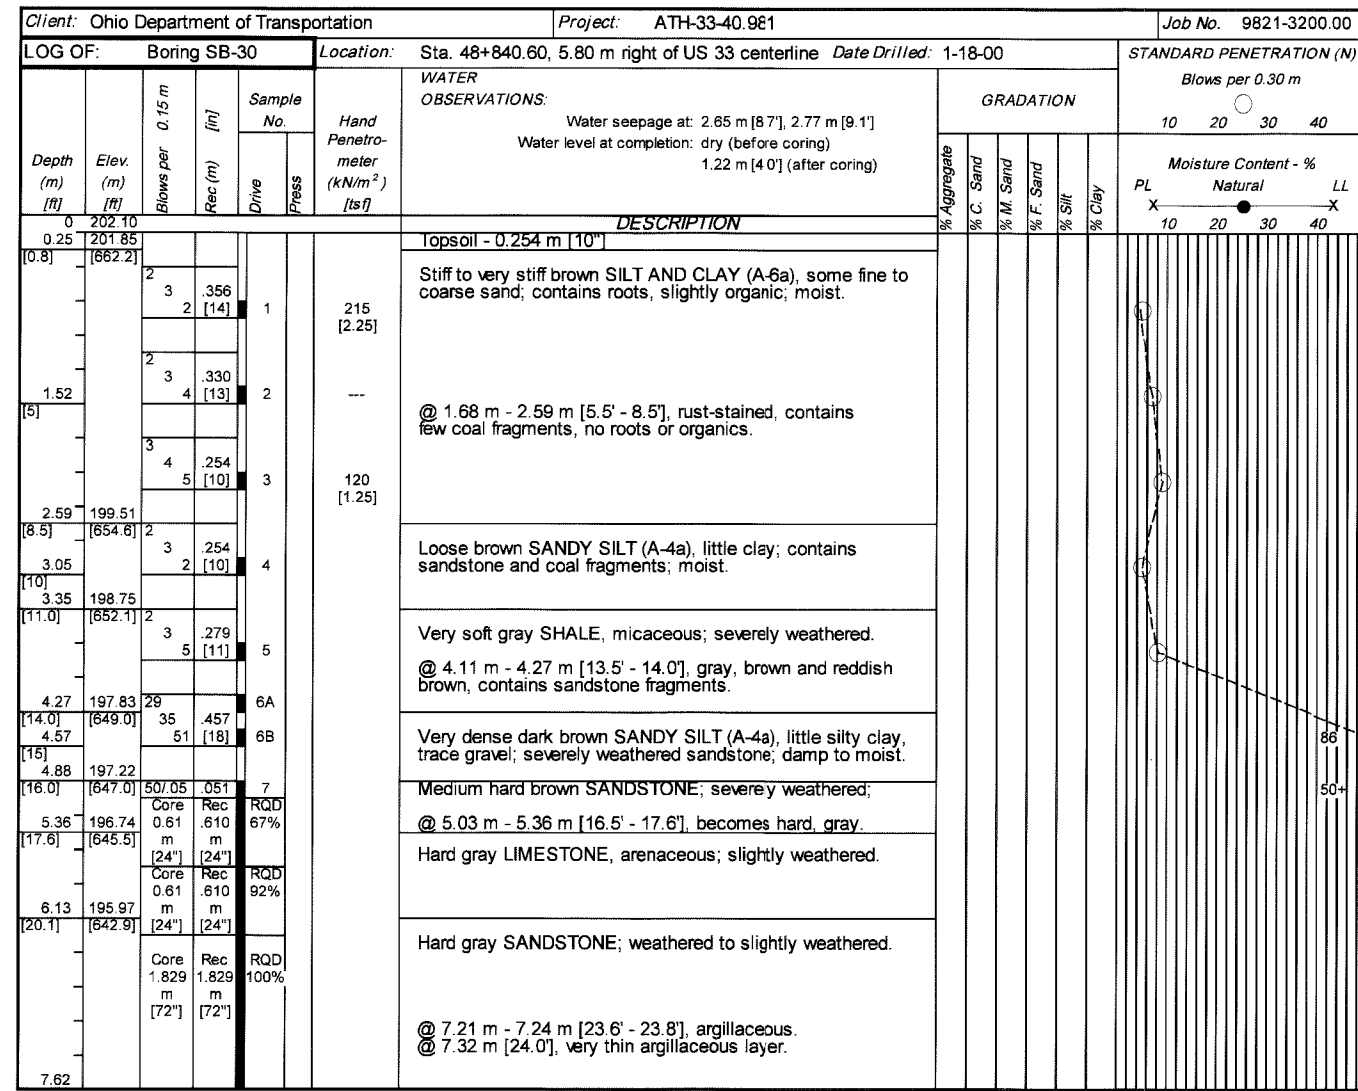 Client: Ohio Department of Transportation Project: ATH-33-40.981 Job No. 9821-3200.00
LOG OF: Boring SB-30 Location: Sta. 48+840.60, 5.80 m right of US 33 centerline Date Drilled: 1-18-00
STANDARD PENETRATION (N)
Blows per 0.30 m
10 20 30 40
Moisture Content - %
PL Natural LL
X X
10 20 30 40
Depth (m) [ft]
Elev. (m) [ft]
Blows per 0.15 m
Rec (m) [in]
Sample No.
Drive
Press
Hand Penetro- meter (kN/m²) [tsf]
WATER
OBSERVATIONS:
Water seepage at: 2.65 m [8 7'], 2.77 m [9.1']
Water level at completion: dry (before coring)
1.22 m [4 0'] (after coring)
DESCRIPTION
GRADATION
% Aggregate
% C. Sand
% M. Sand
% F. Sand
% Silt
% Clay
0 202.10
Topsoil - 0.254 m [10"]
0.25 201.85
[0.8] [662.2]
Stiff to very stiff brown SILT AND CLAY (A-6a), some fine to
coarse sand; contains roots, slightly organic; moist.
2
3 .356
2 [14] 1 215
[2.25]
2
3 .330
1.52 4 [13] 2 ---
[5]
@ 1.68 m - 2.59 m [5.5' - 8.5'], rust-stained, contains
few coal fragments, no roots or organics.
3
4 .254
5 [10] 3 120
[1.25]
2.59 199.51
[8.5] [654.6] 2
3 .254
Loose brown SANDY SILT (A-4a), little clay; contains
sandstone and coal fragments; moist.
3.05 2 [10] 4
[10]
3.35 198.75
[11.0] [652.1] 2
3 .279
Very soft gray SHALE, micaceous; severely weathered.
5 [11] 5
@ 4.11 m - 4.27 m [13.5' - 14.0'], gray, brown and reddish
brown, contains sandstone fragments.
4.27 197.83 29 6A
[14.0] [649.0] 35 .457
4.57 51 [18] 6B
Very dense dark brown SANDY SILT (A-4a), little silty clay,
trace gravel; severely weathered sandstone; damp to moist.
86
[15]
4.88 197.22
[16.0] [647.0] 50/.05 .051 7
Medium hard brown SANDSTONE; severely weathered;
50+
Core Rec RQD
5.36 196.74 0.61 .610 67%
@ 5.03 m - 5.36 m [16.5' - 17.6'], becomes hard, gray.
[17.6] [645.5] m m
[24"] [24"]
Hard gray LIMESTONE, arenaceous; slightly weathered.
Core Rec RQD
0.61 .610 92%
6.13 195.97 m m
[20.1] [642.9] [24"] [24"]
Hard gray SANDSTONE; weathered to slightly weathered.
Core Rec RQD
1.829 1.829 100%
m m
[72"] [72"]
@ 7.21 m - 7.24 m [23.6' - 23.8'], argillaceous.
@ 7.32 m [24.0'], very thin argillaceous layer.
7.62